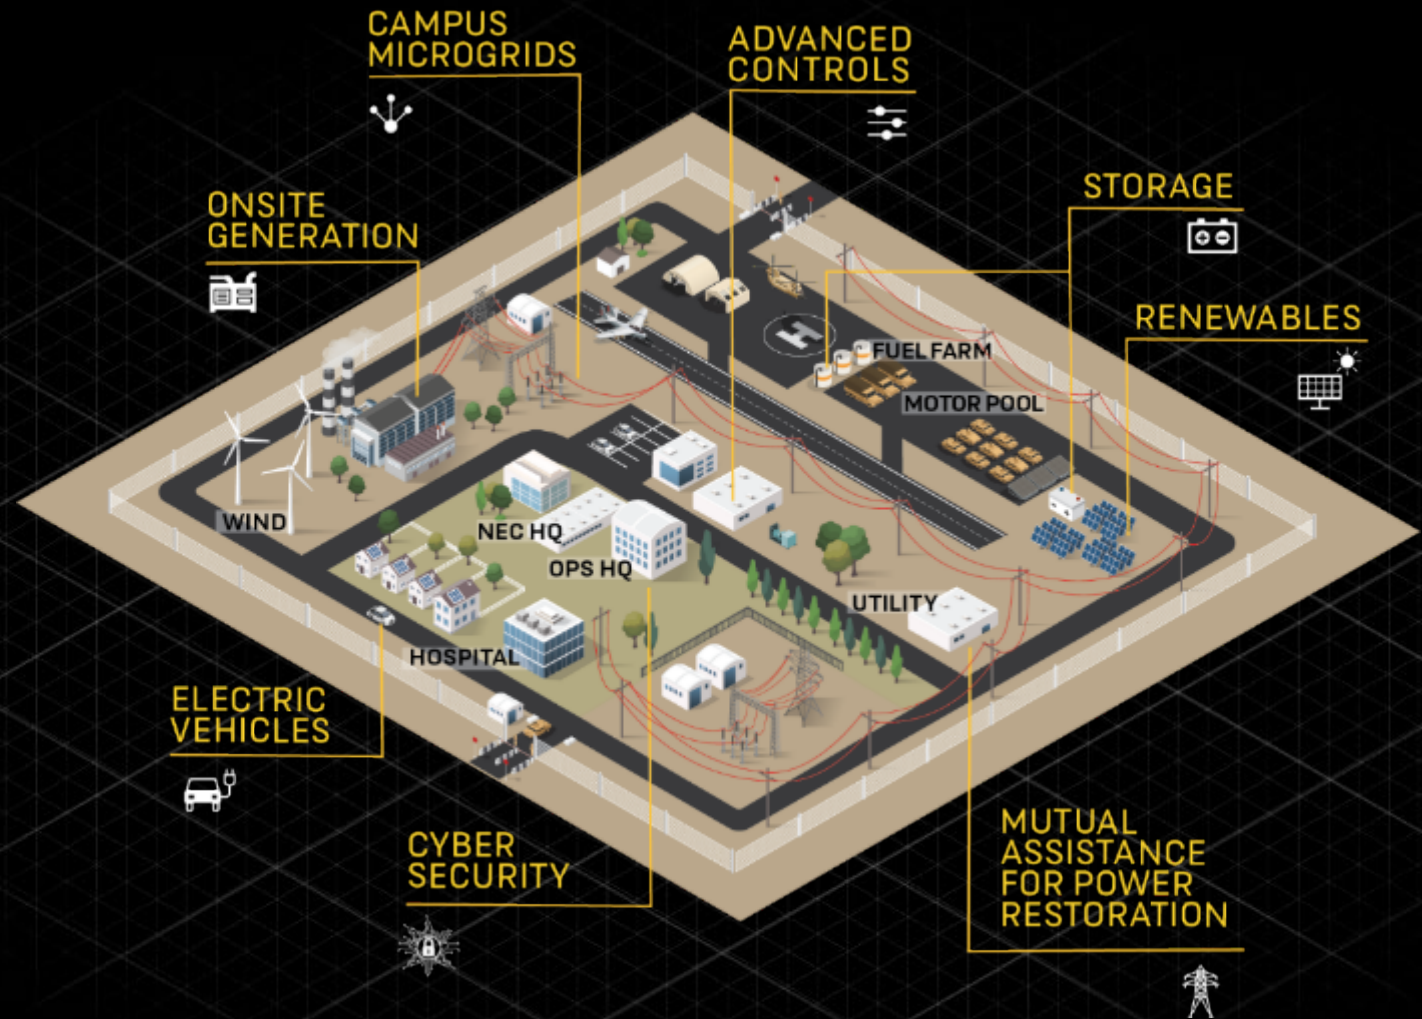 CAMPUS
MICROGRIDS
ADVANCED
CONTROLS
STORAGE
ONSITE
GENERATION
RENEWABLES
H
FUEL FARM
MOTOR POOL
WIND
NEC HQ
OPS HQ
UTILITY
HOSPITAL
ELECTRIC
VEHICLES
CYBER
SECURITY
MUTUAL
ASSISTANCE
FOR POWER
RESTORATION